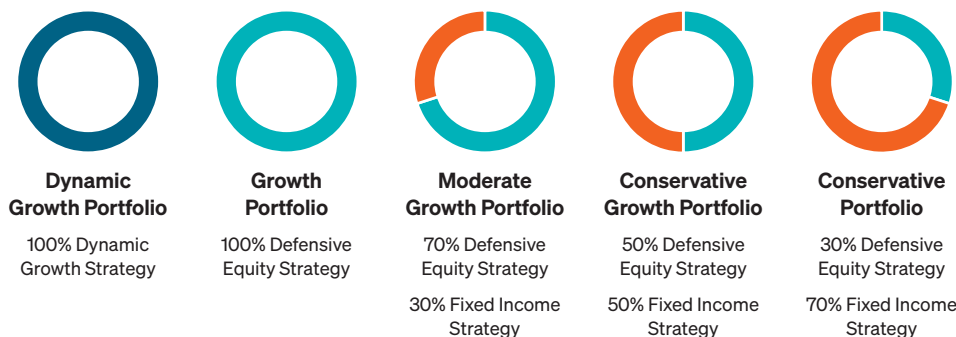 Dynamic
Growth Portfolio
100% Dynamic
Growth Strategy
Growth
Portfolio
100% Defensive
Equity Strategy
Moderate
Growth Portfolio
70% Defensive
Equity Strategy
30% Fixed Income
Strategy
Conservative
Growth Portfolio
50% Defensive
Equity Strategy
50% Fixed Income
Strategy
Conservative
Portfolio
30% Defensive
Equity Strategy
70% Fixed Income
Strategy